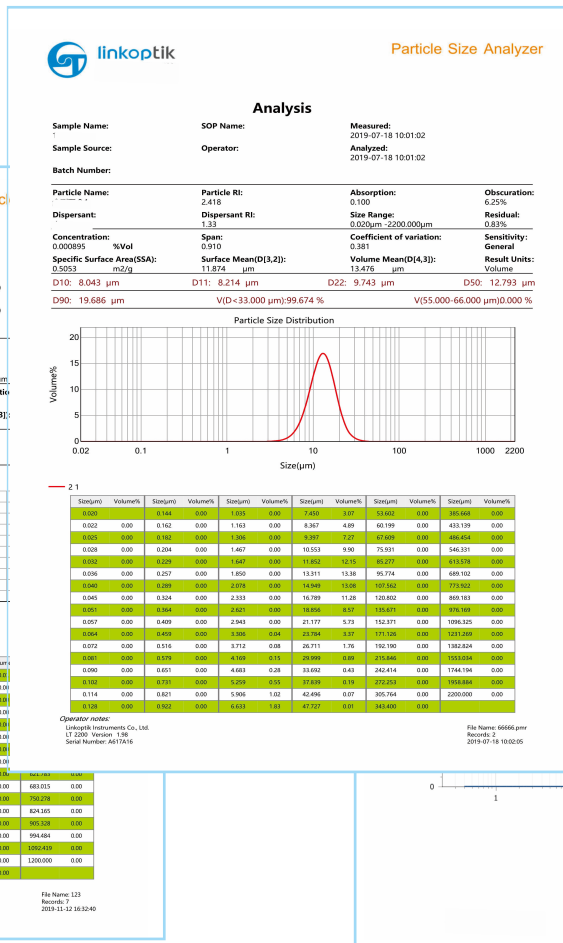 linkoptik
Particle Size Analyzer
Analysis
Sample Name: SOP Name: Measured:
2019-07-18 10:01:02
Sample Source: Operator: Analyzed:
2019-07-18 10:01:02
Batch Number:
Particle Name: Particle RI: Absorption: Obscuration:
2.418 0.100 6.25%
Dispersant: Dispersant RI: Size Range: Residual:
1.33 0.020μm -2200.000μm 0.83%
Concentration: Span: Coefficient of variation: Sensitivity:
0.000895 %Vol 0.910 0.381 General
Specific Surface Area(SSA): Surface Mean(D[3,2]): Volume Mean(D[4,3]): Result Units:
0.5053 m2/g 11.874 μm 13.476 μm Volume
D10: 8.043 μm D11: 8.214 μm D22: 9.743 μm D50: 12.793 μm
D90: 19.686 μm V(D<33.000 μm):99.674 % V(55.000-66.000 μm)0.000 %
Particle Size Distribution
Volume%
20
15
10
5
0
0.02 0.1 1 10 100 1000 2200
Size(μm)
2 1
Size(μm) Volume% Size(μm) Volume% Size(μm) Volume% Size(μm) Volume% Size(μm) Volume% Size(μm) Volume%
0.020 0.144 0.00 1.035 0.00 7.450 3.07 53.602 0.00 385.668 0.00
0.022 0.00 0.162 0.00 1.163 0.00 8.367 4.89 60.199 0.00 433.139 0.00
0.025 0.00 0.182 0.00 1.306 0.00 9.397 7.27 67.609 0.00 486.454 0.00
0.028 0.00 0.204 0.00 1.467 0.00 10.553 9.90 75.931 0.00 546.331 0.00
0.032 0.00 0.229 0.00 1.647 0.00 11.852 12.15 85.277 0.00 613.578 0.00
0.036 0.00 0.257 0.00 1.850 0.00 13.311 13.38 95.774 0.00 689.102 0.00
0.040 0.00 0.289 0.00 2.078 0.00 14.949 13.08 107.562 0.00 773.922 0.00
0.045 0.00 0.324 0.00 2.333 0.00 16.789 11.28 120.802 0.00 869.183 0.00
0.051 0.00 0.364 0.00 2.621 0.00 18.856 8.57 135.671 0.00 976.169 0.00
0.057 0.00 0.409 0.00 2.943 0.00 21.177 5.73 152.371 0.00 1096.325 0.00
0.064 0.00 0.459 0.00 3.306 0.04 23.784 3.37 171.126 0.00 1231.269 0.00
0.072 0.00 0.516 0.00 3.712 0.08 26.711 1.76 192.190 0.00 1382.824 0.00
0.081 0.00 0.579 0.00 4.169 0.15 29.999 0.89 215.846 0.00 1553.034 0.00
0.090 0.00 0.651 0.00 4.683 0.28 33.692 0.43 242.414 0.00 1744.194 0.00
0.102 0.00 0.731 0.00 5.259 0.55 37.839 0.19 272.253 0.00 1958.884 0.00
0.114 0.00 0.821 0.00 5.906 1.02 42.496 0.07 305.764 0.00 2200.000 0.00
0.128 0.00 0.922 0.00 6.633 1.83 47.727 0.01 343.400 0.00
Operator notes:
Linkoptik Instruments Co., Ltd.
LT 2200 Version 1.98
Serial Number: A617A16
File Name: 66666.pmr
Records: 2
2019-07-18 10:02:05
683.015 0.00
750.278 0.00
824.165 0.00
905.328 0.00
994.484 0.00
1092.419 0.00
1200.000 0.00
File Name: 123
Records: 7
2019-11-12 16:32:40
0
1